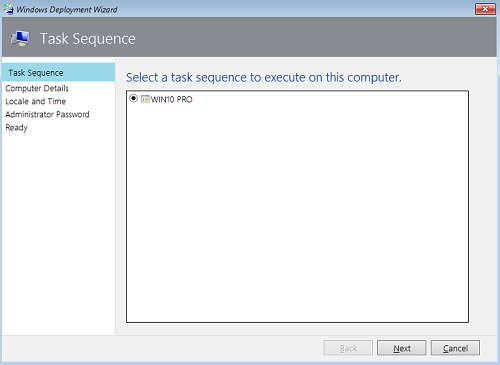 Windows Deployment Wizard
Task Sequence
Task Sequence
Computer Details
Locale and Time
Administrator Password
Ready
Select a task sequence to execute on this computer.
WIN10 PRO
Back
Next
Cancel